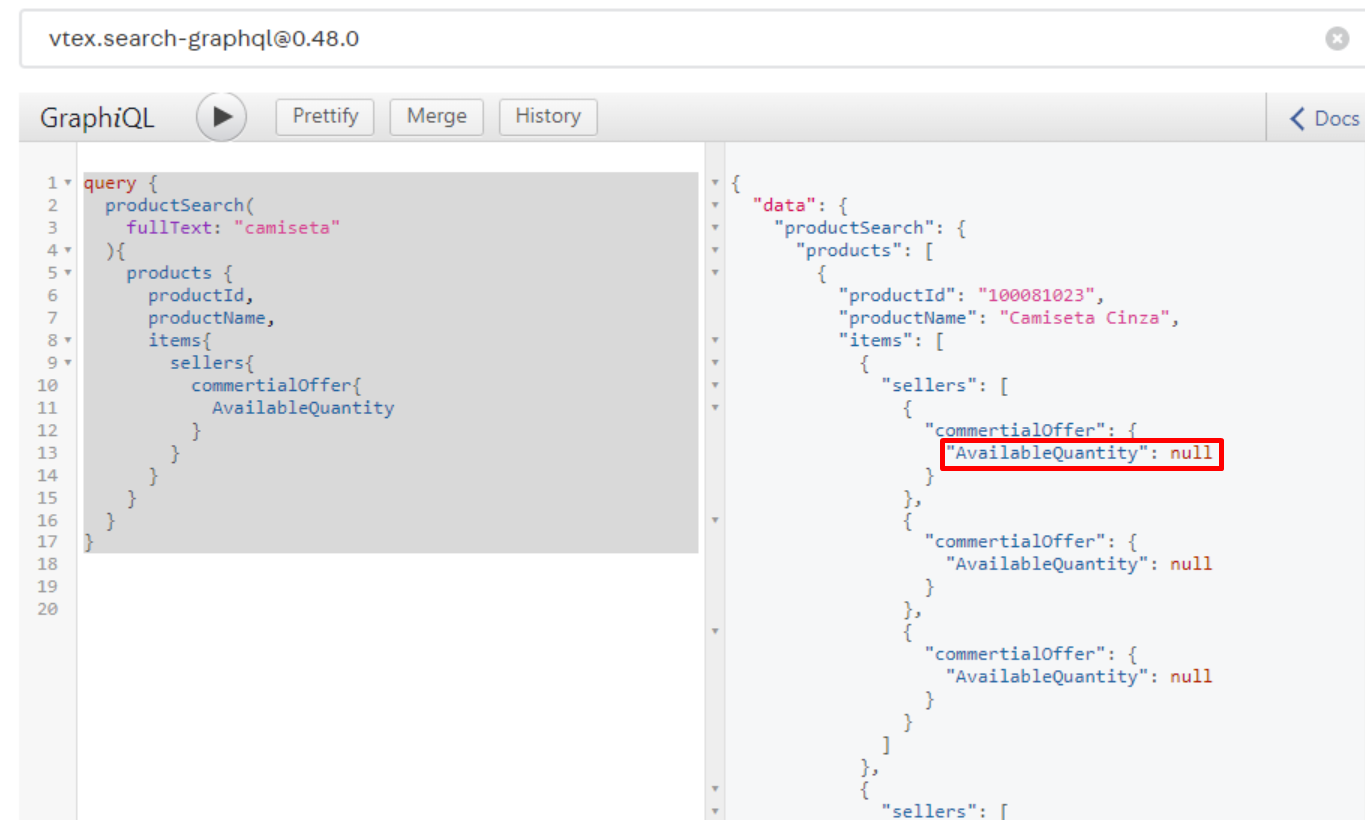 vtex.search-graphql@0.48.0
GraphiQL
Prettify
Merge
History
Docs
1 query {
2 productSearch(
3 fullText: "camiseta"
4 ){
5 products {
6 productId,
7 productName,
8 items{
9 sellers{
10 commertialOffer{
11 AvailableQuantity
12 }
13 }
14 }
15 }
16 }
17 }
18
19
20
{
"data": {
"productSearch": {
"products": [
{
"productId": "100081023",
"productName": "Camiseta Cinza",
"items": [
{
"sellers": [
{
"commertialOffer": {
"AvailableQuantity": null
}
},
{
"commertialOffer": {
"AvailableQuantity": null
}
},
{
"commertialOffer": {
"AvailableQuantity": null
}
}
]
},
{
"sellers": [